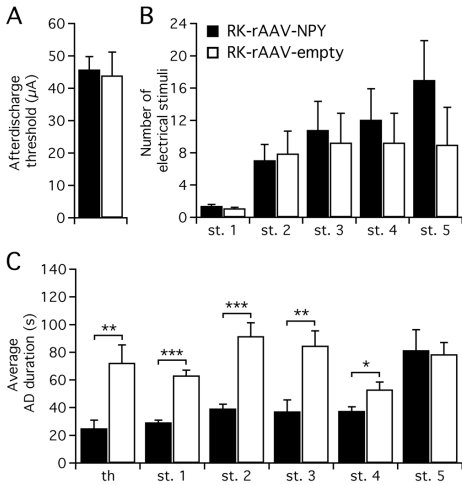 A
Afterdischarge
threshold (μA)
60
50
40
30
20
10
0
B
RK-rAAV-NPY
RK-rAAV-empty
Number of
electrical stimuli
24
20
16
12
8
4
0
st. 1 st. 2 st. 3 st. 4 st. 5
C
Average
AD duration (s)
140
120
100
80
60
40
20
0
** *** *** ** *
th st. 1 st. 2 st. 3 st. 4 st. 5